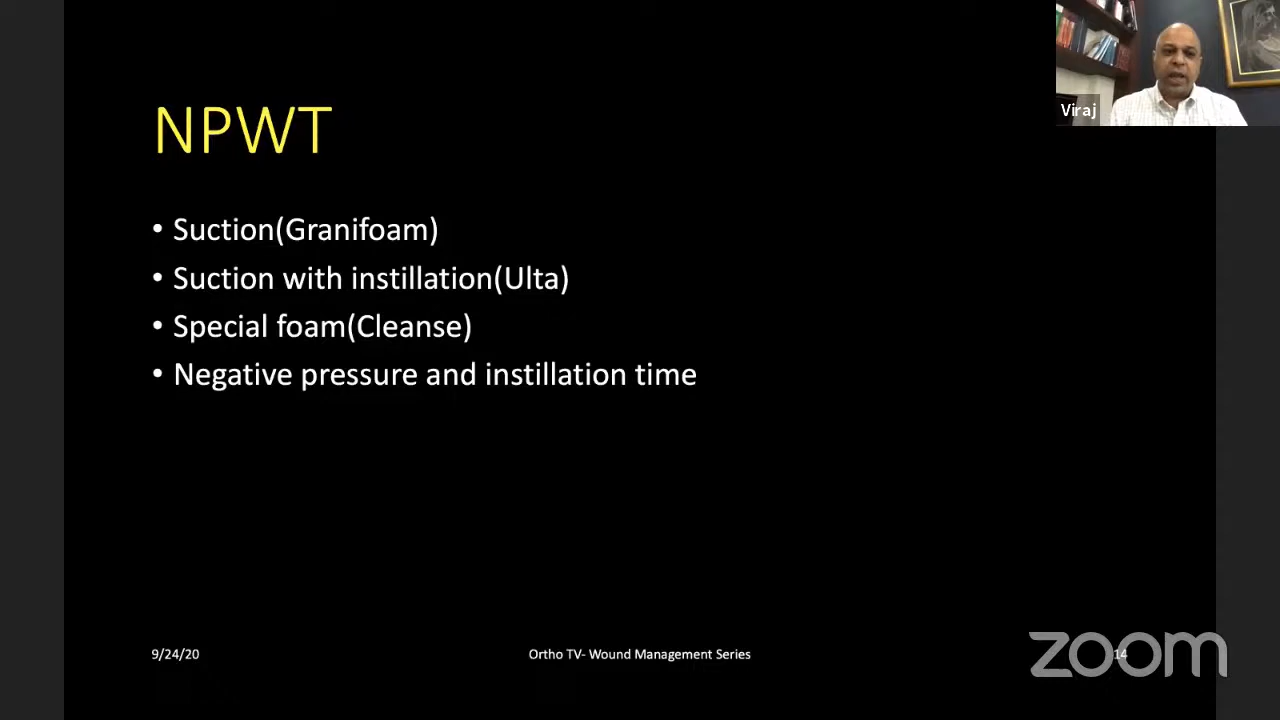 Viraj
NPWT
• Suction(Granifoam)
• Suction with instillation(Ulta)
• Special foam(Cleanse)
• Negative pressure and instillation time
9/24/20
Ortho TV- Wound Management Series
14
zoom